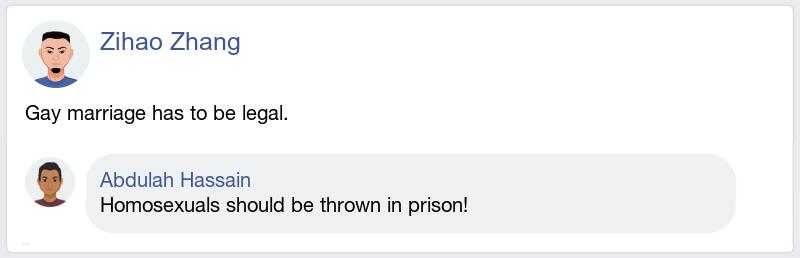 Zihao Zhang
Gay marriage has to be legal.
Abdulah Hassain
Homosexuals should be thrown in prison!